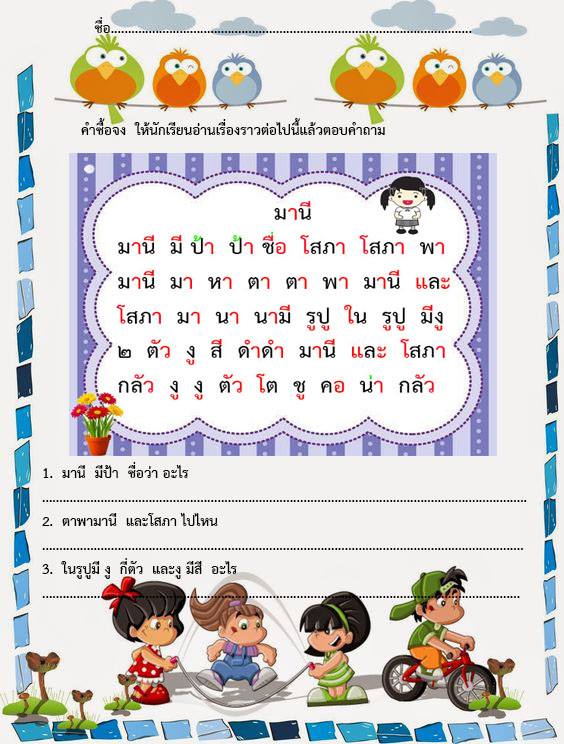 ชื่อ........................................................................................
คำชี้อจง ให้นักเรียนอ่านเรื่องราวต่อไปนี้แล้วตอบคำถาม
มานี
มานี มี ป้า ป้า ชื่อ โสภา โสภา พา
มานี มา หา ตา ตา พา มานี และ
โสภา มา นา นามี รูปู ใน รูปู มีงู
๒ ตัว งู สี ดำดำ มานี และ โสภา
กลัว งู งู ตัว โต ชู คอ น่า กลัว
1. มานี มีป้า ชื่อว่า อะไร
........................................................................................
2. ตาพามานี และโสภา ไปไหน
........................................................................................
3. ในรูปูมี งู กี่ตัว และงู มีสี อะไร
........................................................................................